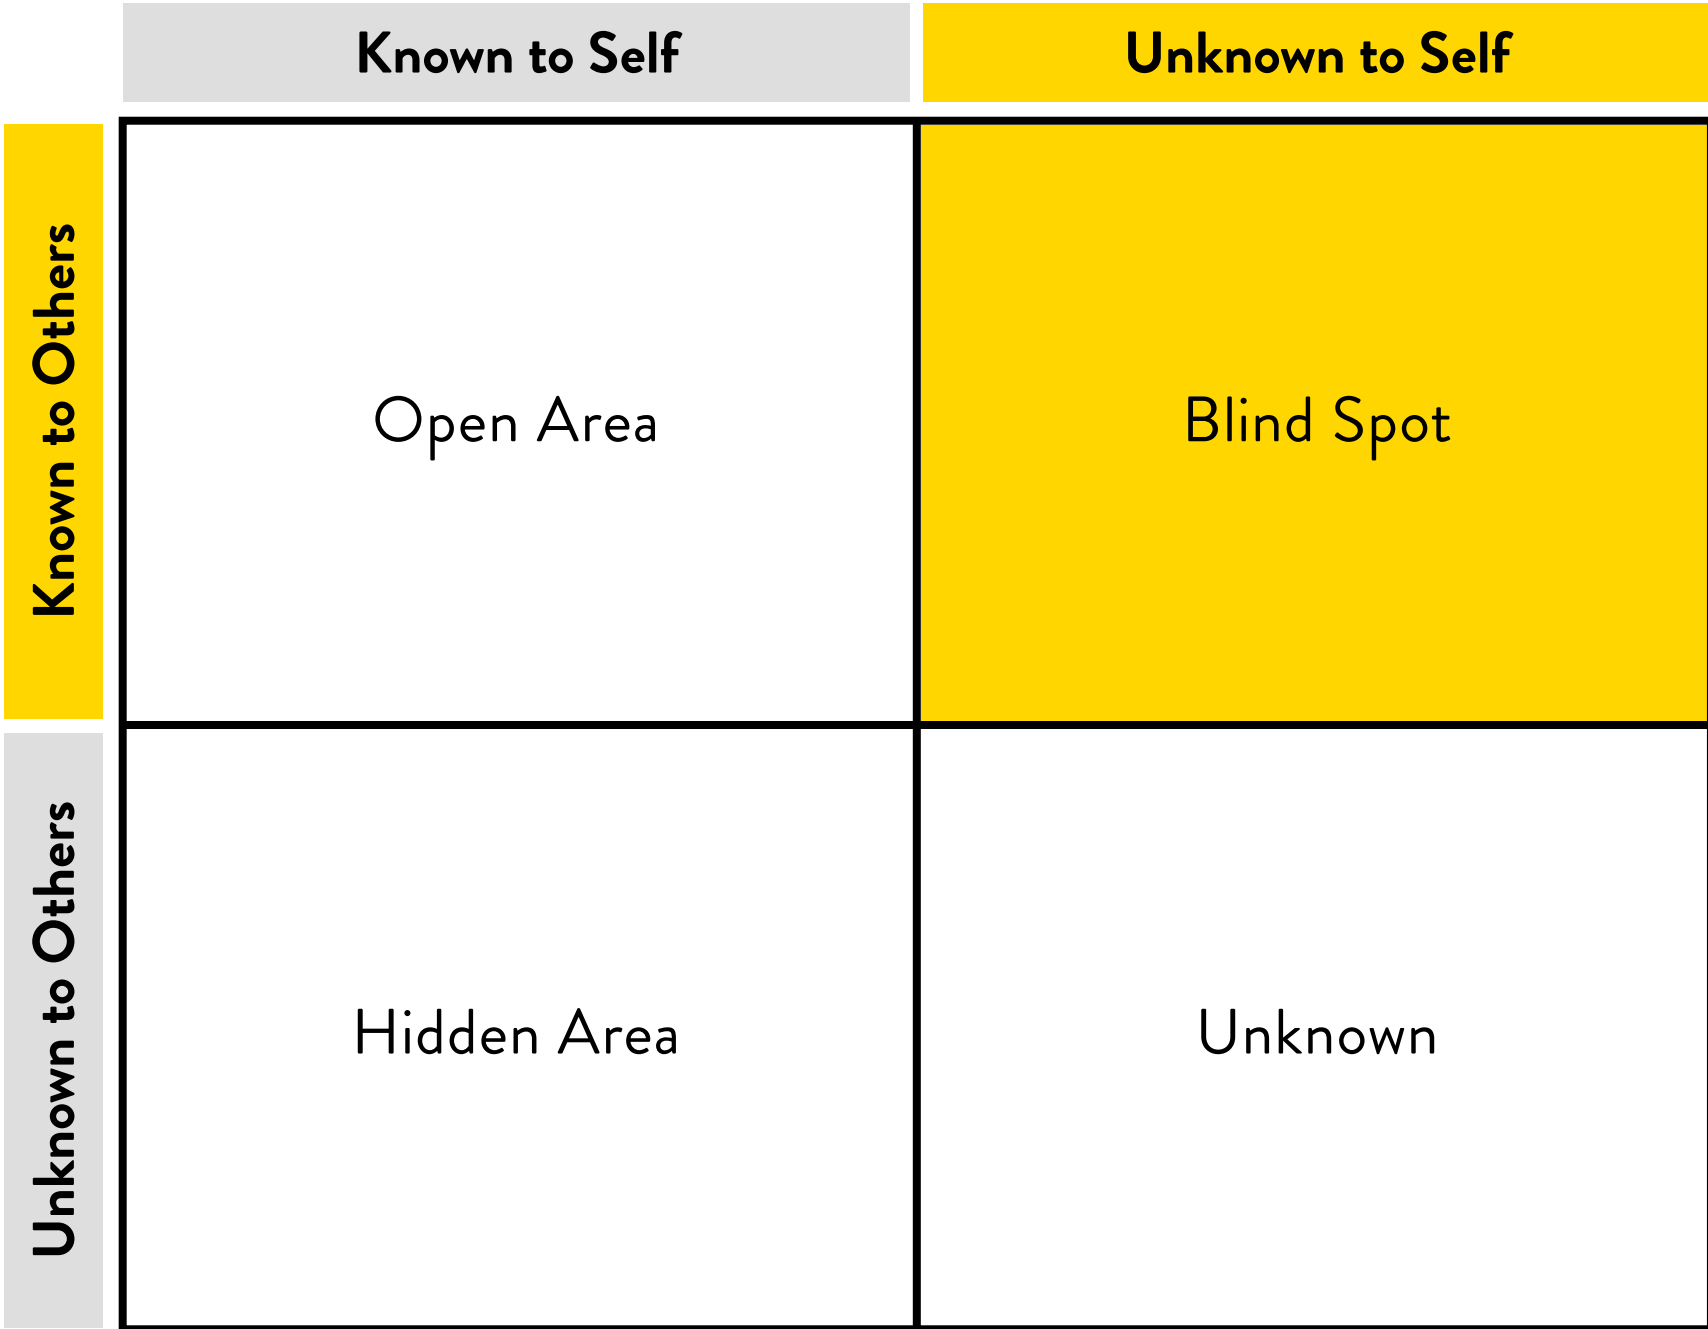 Known to Self
Unknown to Self
Known to Others
Open Area
Blind Spot
Unknown to Others
Hidden Area
Unknown